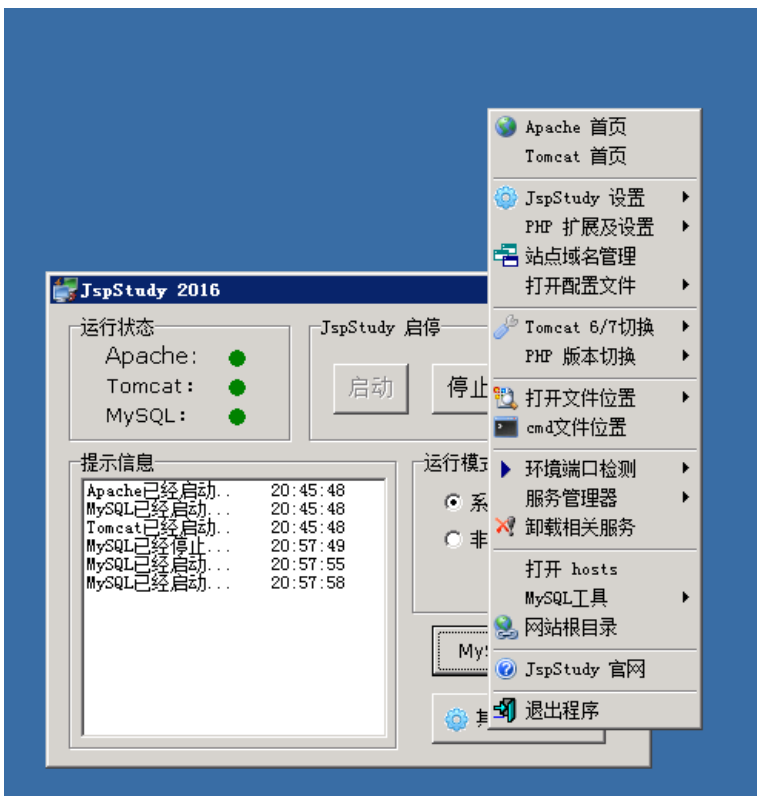 Apache 首页
Tomcat 首页
JspStudy 设置
PHP 扩展及设置
站点域名管理
打开配置文件
Tomcat 6/7切换
PHP 版本切换
打开文件位置
cmd文件位置
环境端口检测
服务管理器
卸载相关服务
打开 hosts
MySQL工具
网站根目录
JspStudy 官网
退出程序
JspStudy 2016
运行状态
Apache:
Tomcat:
MySQL:
JspStudy 启停
启动
停止
提示信息
Apache已经启动.. 20:45:48
MySQL已经启动... 20:45:48
Tomcat已经启动.. 20:45:48
MySQL已经停止... 20:57:49
MySQL已经启动... 20:57:55
MySQL已经启动... 20:57:58
运行模
系
非
My